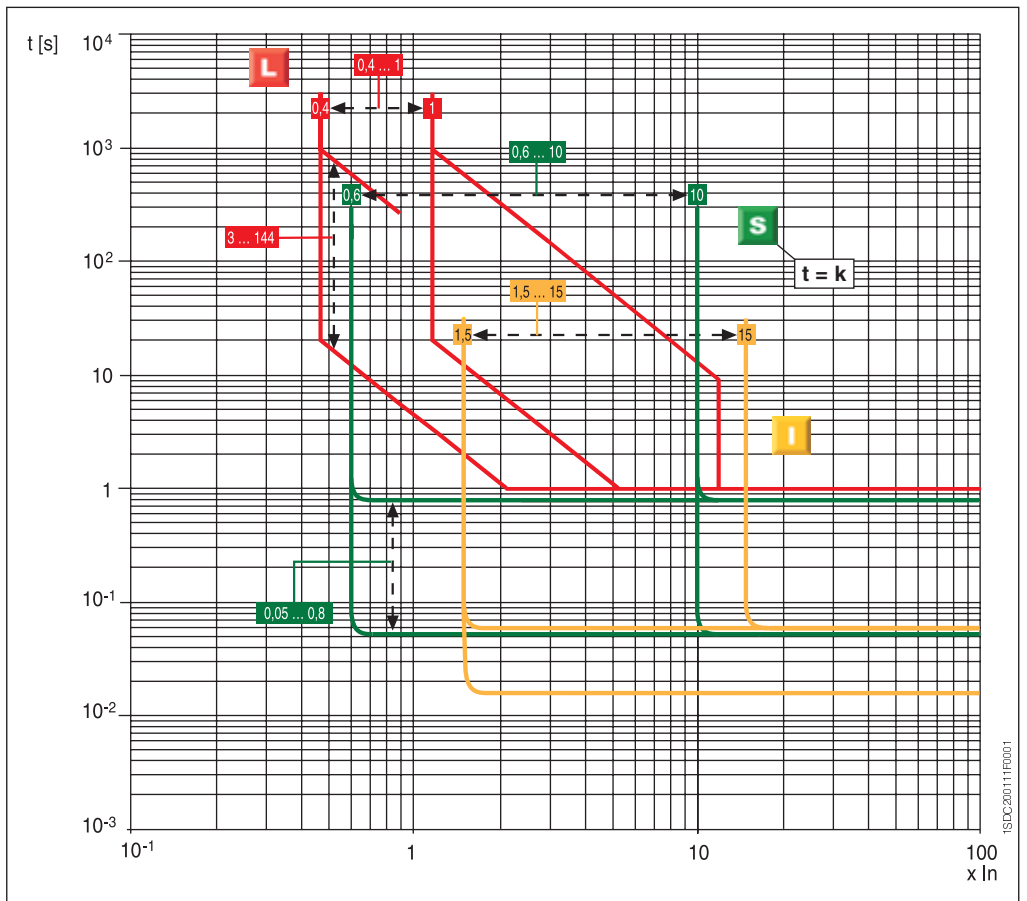 t [s]
10⁴
L
0,4 ... 1
0,4
1
10³
0,6 ... 10
0,6
10
S
3 ... 144
10²
t = k
1,5 ... 15
1,5
15
10
I
1
10⁻¹
0,05 ... 0,8
10⁻²
10⁻³
10⁻¹
1
10
100
x In
1SDC200111F0001